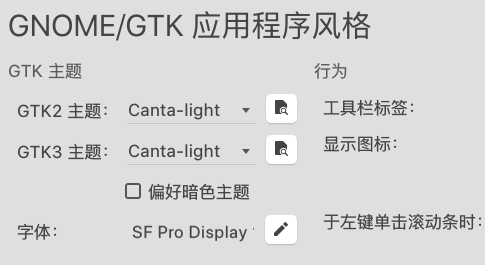 GNOME/GTK 应用程序风格
GTK 主题
行为
GTK2 主题：
Canta-light
工具栏标签：
GTK3 主题：
Canta-light
显示图标：
偏好暗色主题
字体：
SF Pro Display
于左键单击滚动条时：